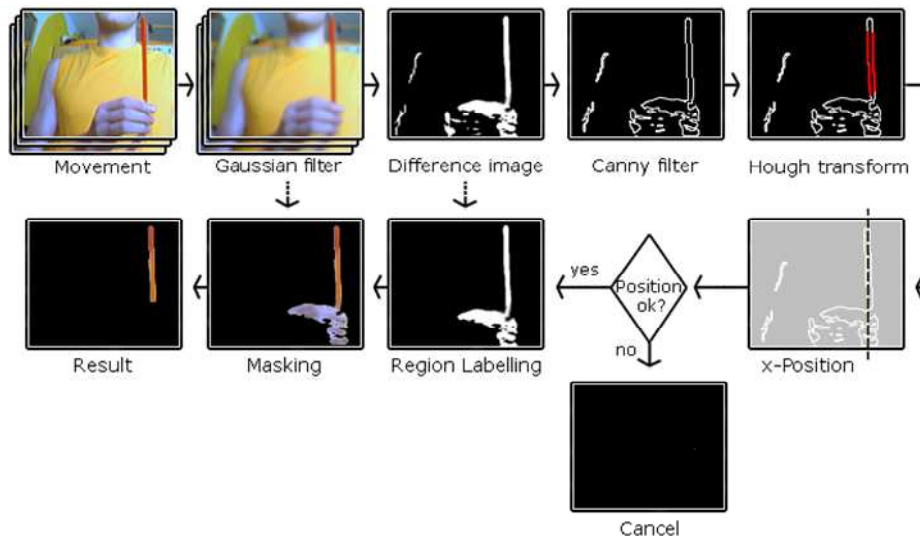 Movement
Gaussian filter
Difference image
Canny filter
Hough transform
yes
Position
ok?
no
Result
Masking
Region Labelling
x-Position
Cancel